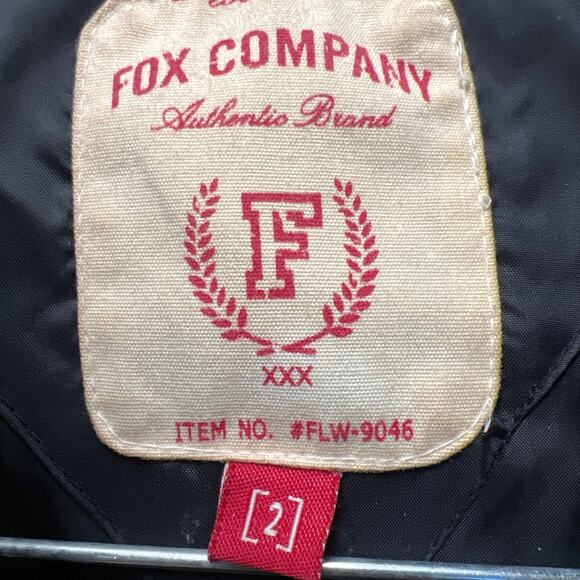 FOX COMPANY
Authentic Brand
F
XXX
ITEM NO. #FLW-9046
[2]